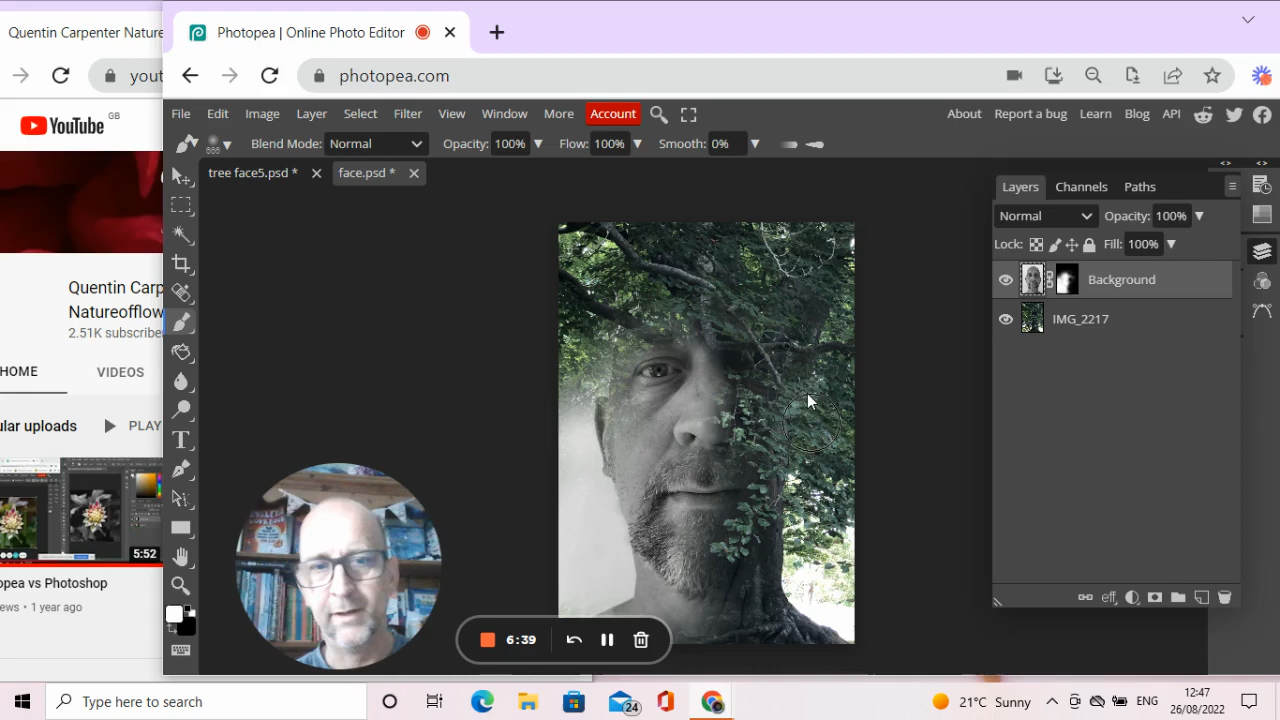 Quentin Carpenter Nature
Photopea | Online Photo Editor
yout
photopea.com
YouTube GB
File Edit Image Layer Select Filter View Window More Account About Report a bug Learn Blog API
Blend Mode: Normal Opacity: 100% Flow: 100% Smooth: 0%
tree face5.psd * face.psd *
Layers Channels Paths
Normal Opacity: 100%
Lock: Fill: 100%
Background
IMG_2217
Quentin Carp
Natureofflow
2.51K subscribe
HOME VIDEOS
ular uploads PLAY
5:52
opea vs Photoshop
ews • 1 year ago
eff
6:39
Type here to search
24
21°C Sunny
ENG
12:47
26/08/2022